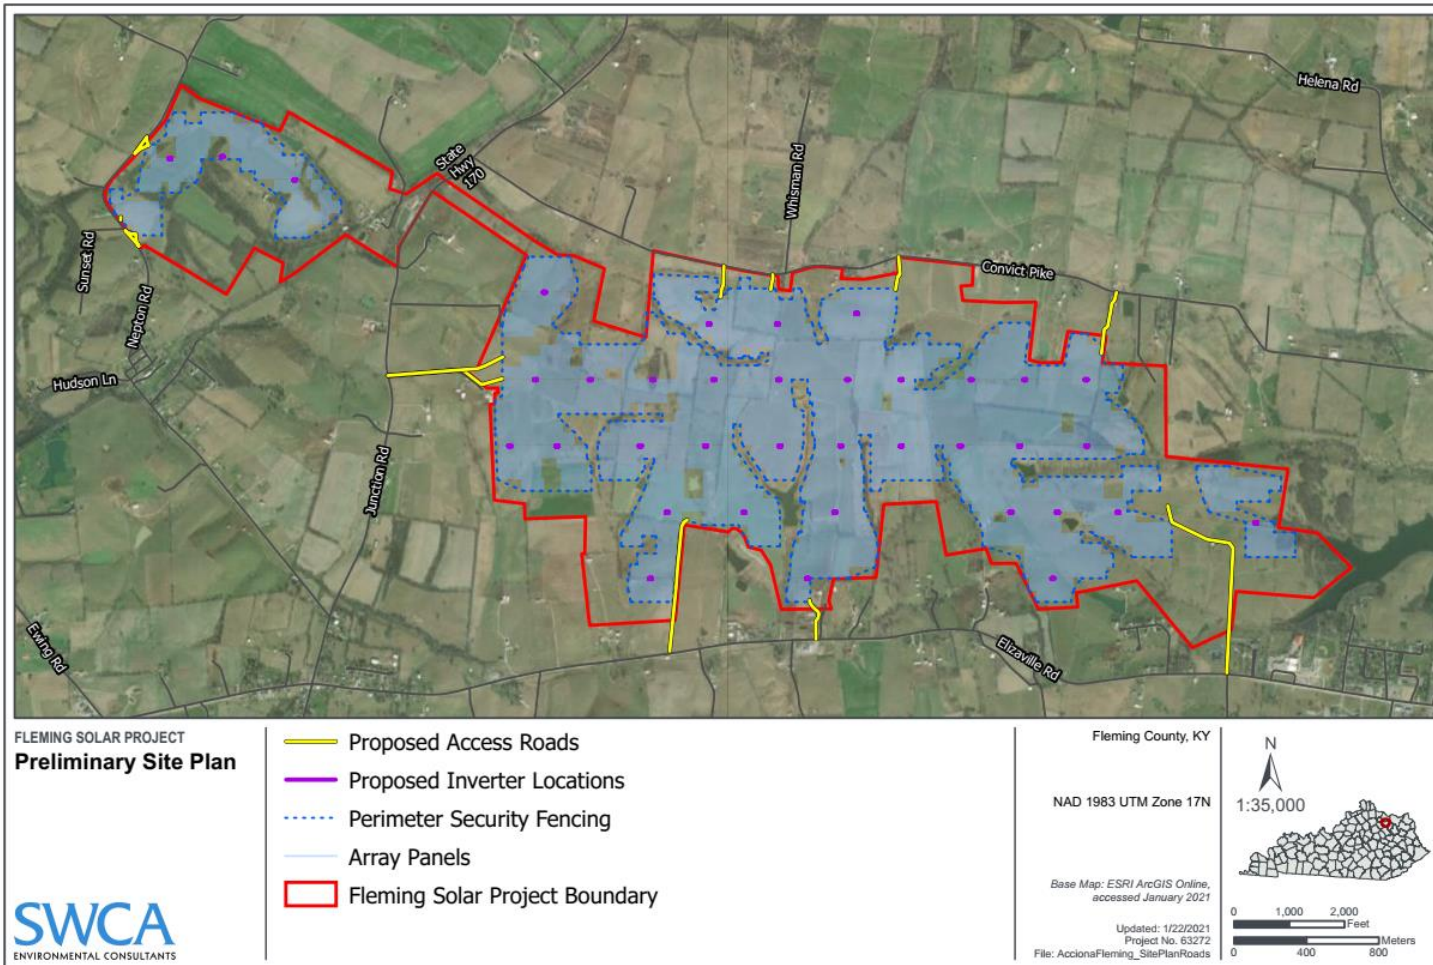 Helena Rd
State
Hwy
170
Whisman Rd
Convict Pike
Sunset Rd
Nepton Rd
Hudson Ln
Junction Rd
Ewing Rd
Elizaville Rd
FLEMING SOLAR PROJECT
Preliminary Site Plan
SWCA
ENVIRONMENTAL CONSULTANTS
Proposed Access Roads
Proposed Inverter Locations
Perimeter Security Fencing
Array Panels
Fleming Solar Project Boundary
Fleming County, KY
NAD 1983 UTM Zone 17N
Base Map: ESRI ArcGIS Online,
accessed January 2021
Updated: 1/22/2021
Project No. 63272
File: AccionaFleming_SitePlanRoads
N
1:35,000
0 1,000 2,000
Feet
Meters
0 400 800